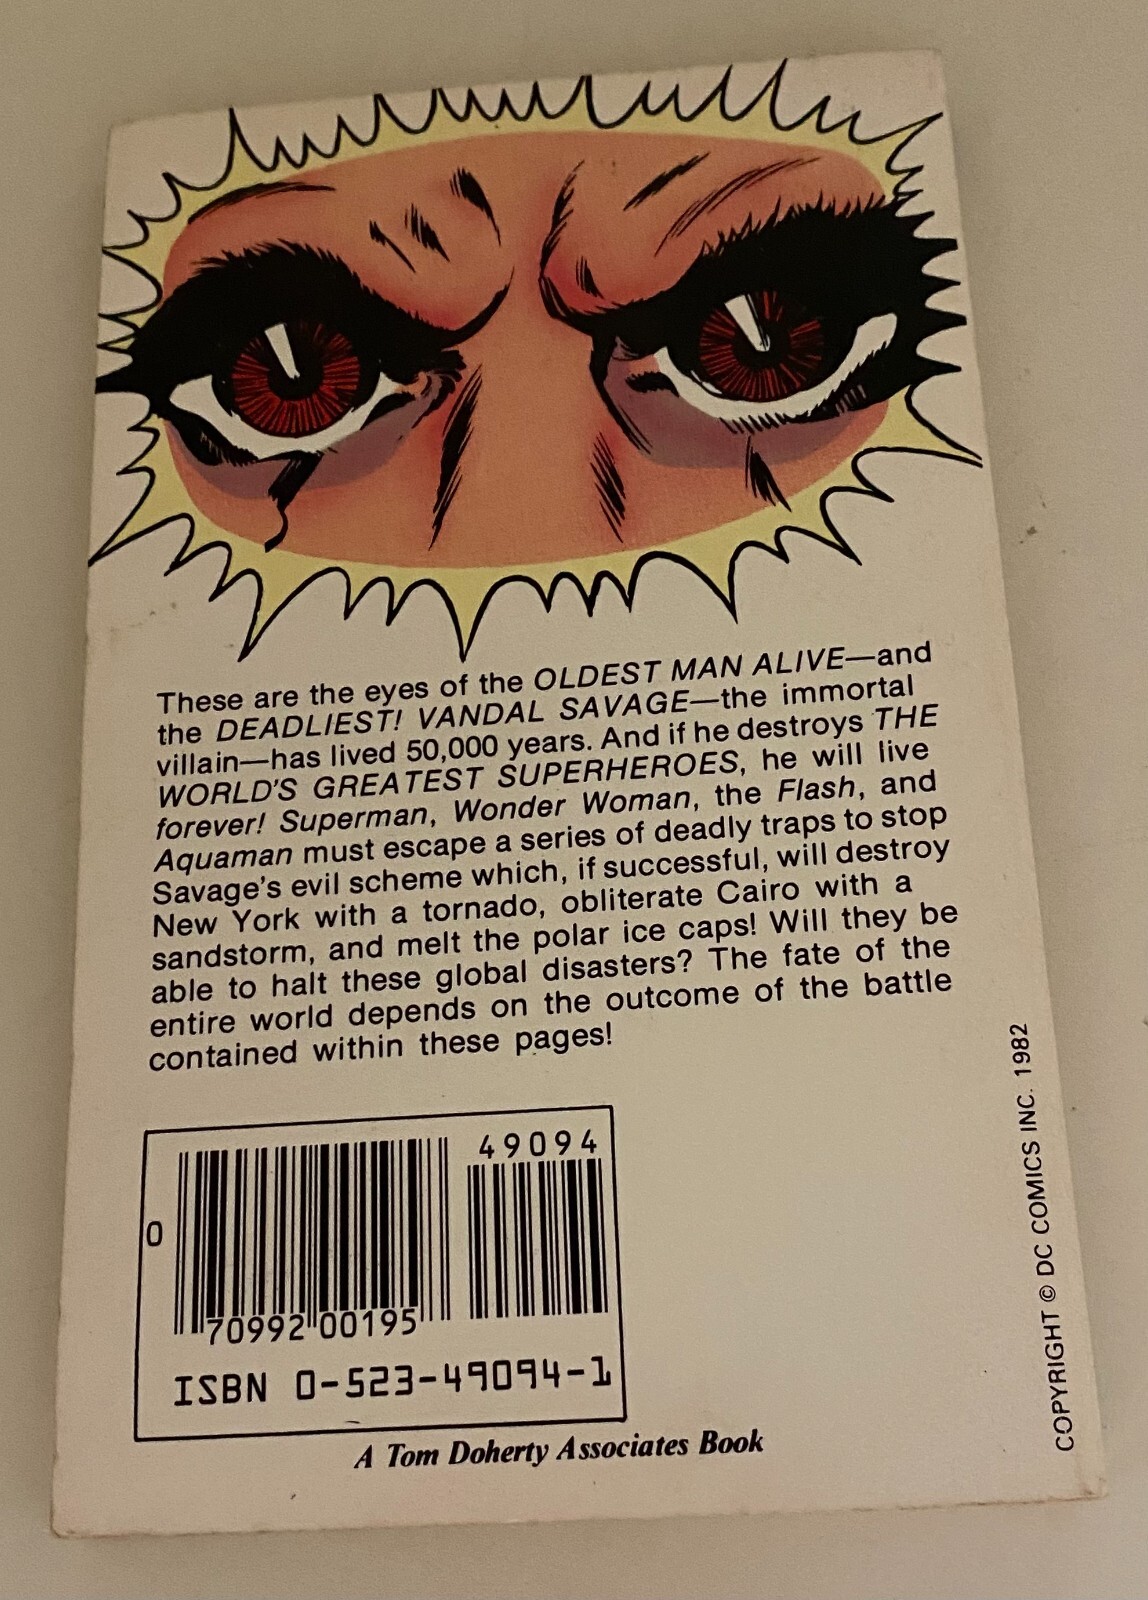 These are the eyes of the OLDEST MAN ALIVE—and
the DEADLIEST! VANDAL SAVAGE—the immortal
villain—has lived 50,000 years. And if he destroys THE
WORLD'S GREATEST SUPERHEROES, he will live
forever! Superman, Wonder Woman, the Flash, and
Aquaman must escape a series of deadly traps to stop
Savage's evil scheme which, if successful, will destroy
New York with a tornado, obliterate Cairo with a
sandstorm, and melt the polar ice caps! Will they be
able to halt these global disasters? The fate of the
entire world depends on the outcome of the battle
contained within these pages!
49094
0
70992 00195
ISBN 0-523-49094-1
A Tom Doherty Associates Book
COPYRIGHT © DC COMICS INC. 1982